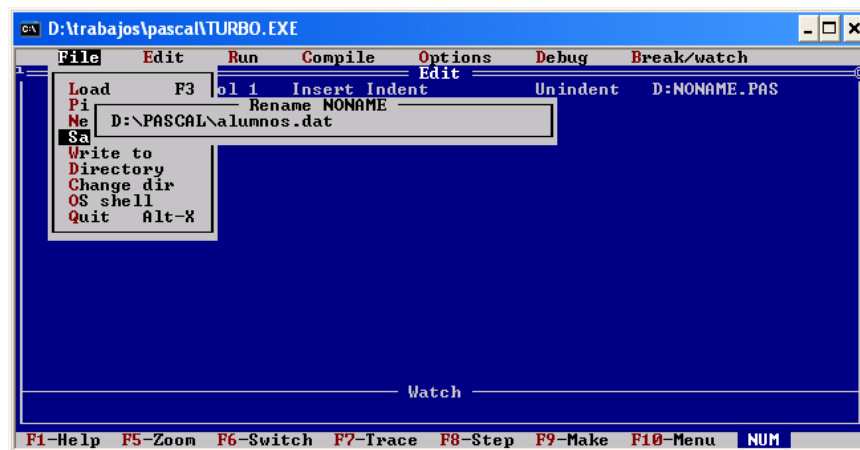 D:\trabajos\pascal\TURBO.EXE
File Edit Run Compile Options Debug Break/watch
Edit
Load F3 ol 1 Insert Indent Unindent D:NONAME.PAS
Pi Rename NONAME
Ne D:\PASCAL\alumnos.dat
Sa
Write to
Directory
Change dir
OS shell
Quit Alt-X
Watch
F1-Help F5-Zoom F6-Switch F7-Trace F8-Step F9-Make F10-Menu NUM